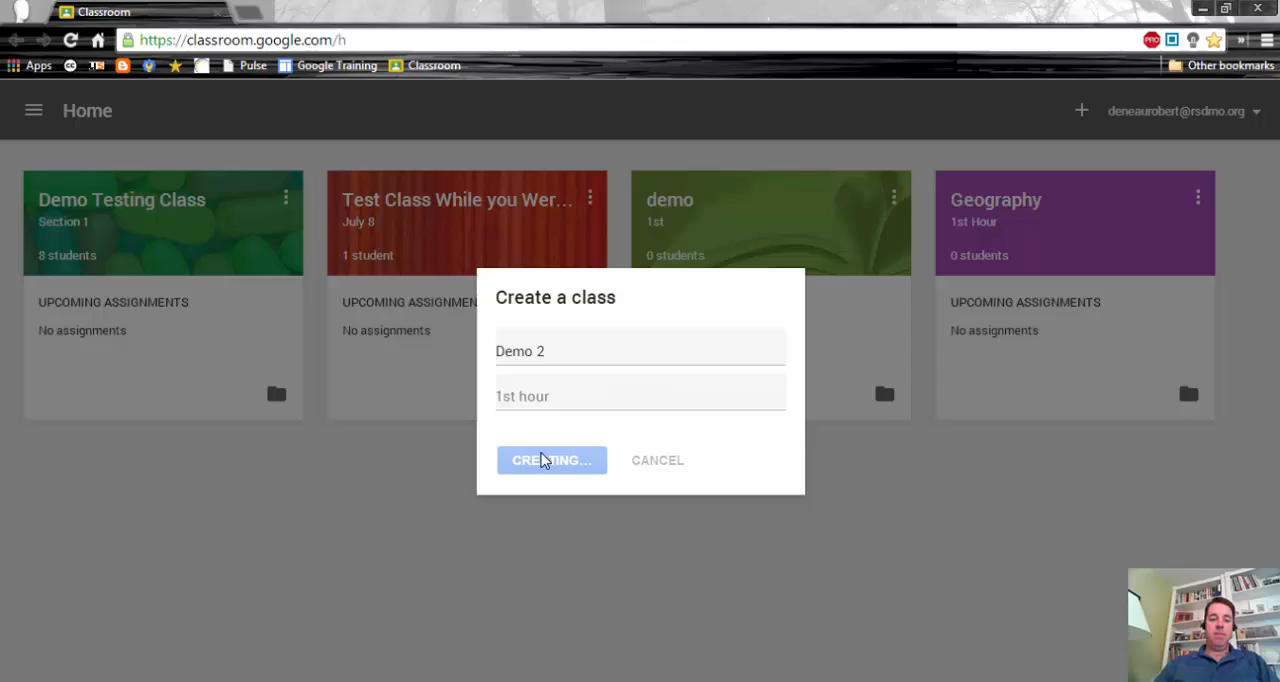 Classroom
https://classroom.google.com/h
PRO
Apps
Pulse
Google Training
Classroom
Other bookmarks
Home
deneaurobert@rsdmo.org
Demo Testing Class
Section 1
8 students
UPCOMING ASSIGNMENTS
No assignments
Test Class While you Wer...
July 8
1 student
UPCOMING ASSIGNMEN
No assignments
demo
1st
0 students
Geography
1st Hour
0 students
UPCOMING ASSIGNMENTS
No assignments
Create a class
Demo 2
1st hour
CREATING...
CANCEL